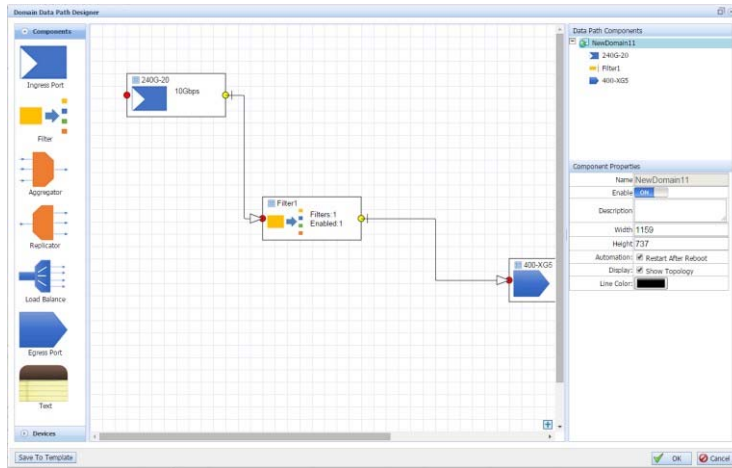 Domain Data Path Designer
Components
Ingress Port
Filter
Aggregator
Replicator
Load Balance
Egress Port
Text
Devices
240G-20
10Gbps
Filter1
Filters: 1
Enabled: 1
400-XG5
Data Path Components
NewDomain11
240G-20
Filter1
400-XG5
Component Properties
Name NewDomain11
Enable ON
Description
Width 1159
Height 737
Automation: Restart After Reboot
Display: Show Topology
Line Color:
Save To Template
OK
Cancel